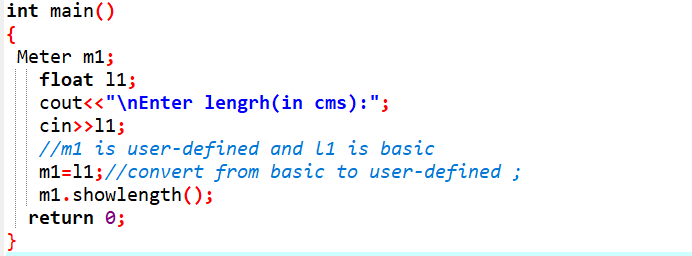 int main()
{
Meter m1;
float l1;
cout<<"\nEnter lengrh(in cms):";
cin>>l1;
//m1 is user-defined and l1 is basic
m1=l1;//convert from basic to user-defined ;
m1.showlength();
return 0;
}